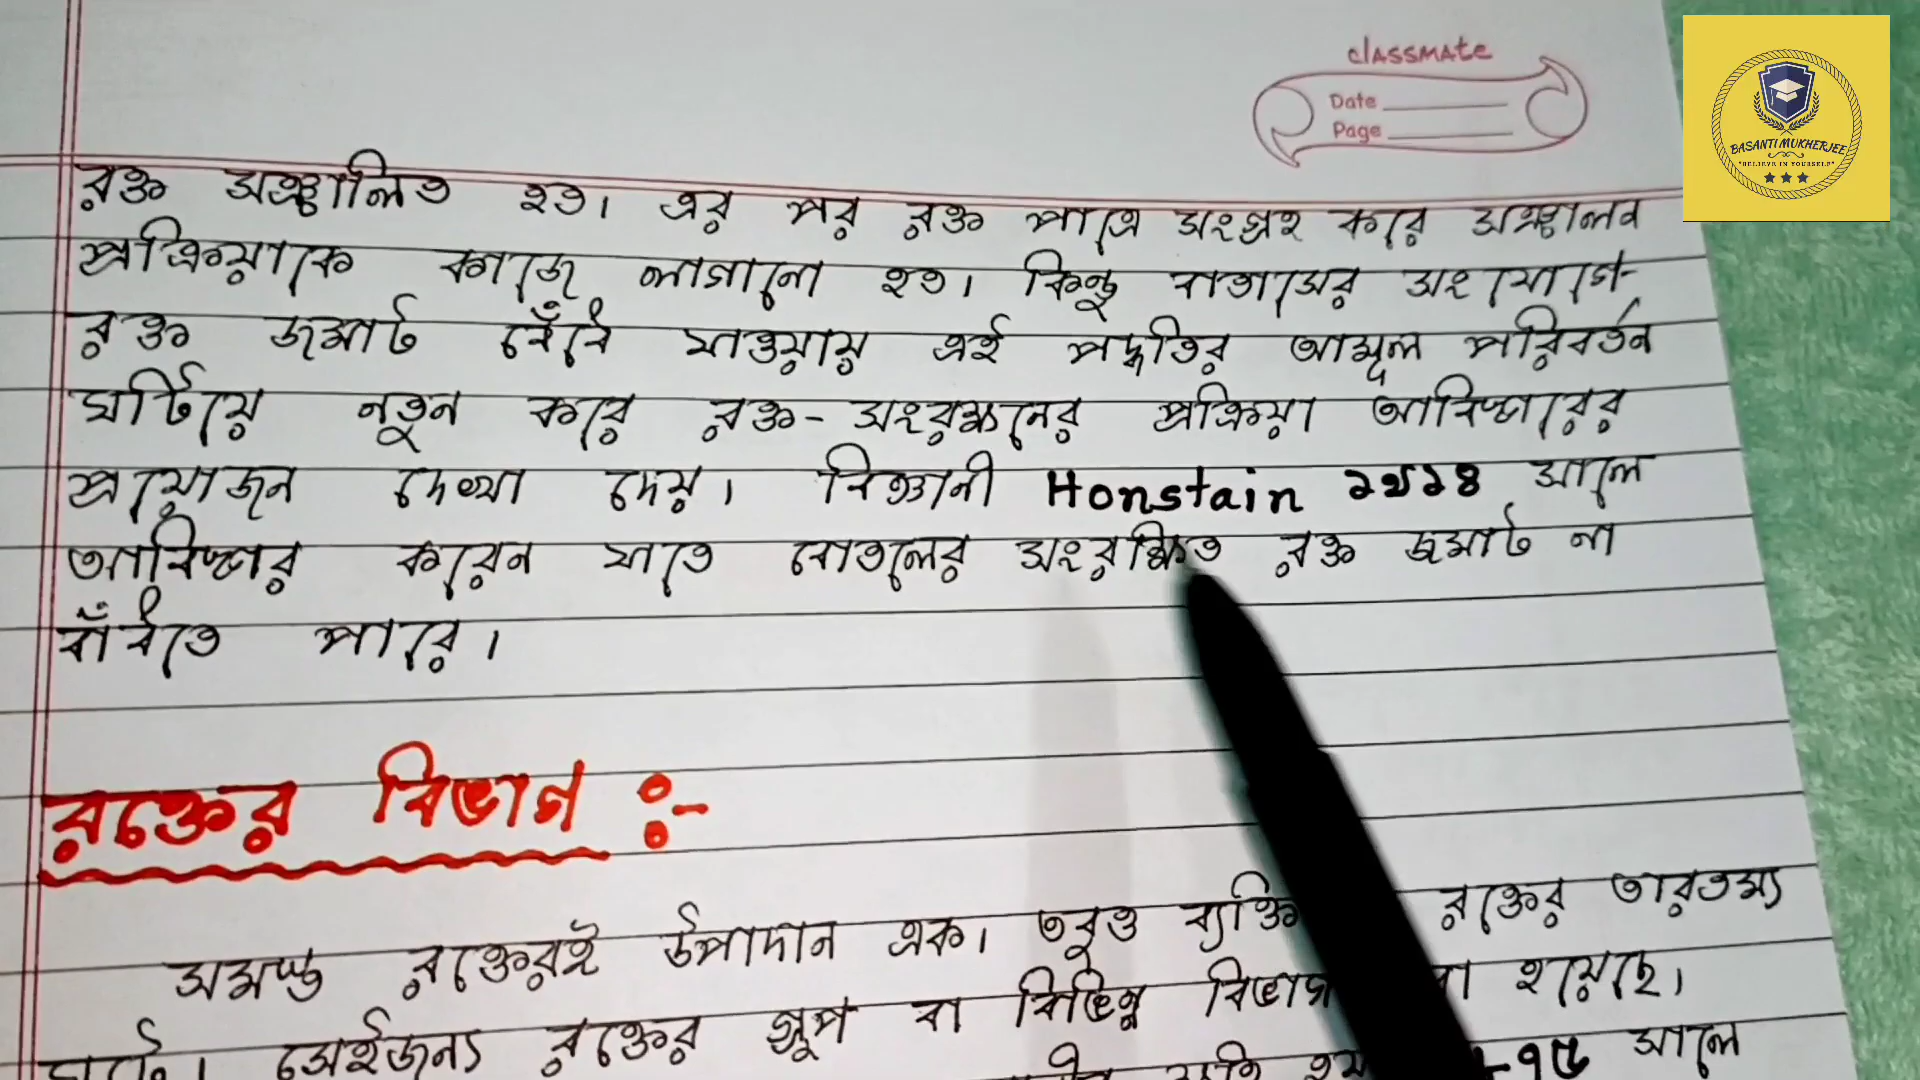 classmate
Date
Page
BASANTI MUKHERJEE
"BELIEVE IN YOURSELF"
রক্ত সঞ্চালিত হত। এর পর রক্ত পাত্রে সংগ্রহ করে সঞ্চালন
প্রক্রিয়াকে কাজে লাগানো হত। কিন্তু বাতাসের সংযোগে
রক্ত জমাট বেঁধে যাওয়ায় এই পদ্ধতির আমূল পরিবর্তন
ঘটিয়ে নতুন করে রক্ত-সংরক্ষনের প্রক্রিয়া আবিষ্কারের
প্রয়োজন দেখা দেয়। বিজ্ঞানী Honstain ১৯১৪ সালে
আবিষ্কার করেন যাতে বোতলের সংরক্ষিত রক্ত জমাট না
বাঁধতে পারে।
রক্তের বিভাগ :-
সমস্ত রক্তেরই উপাদান এক। তবুও ব্যক্তি রক্তের তারতম্য
ঘটে। সেইজন্য রক্তের গ্রুপ বা বিভিন্ন বিভাগ হয়েছে।
সালে